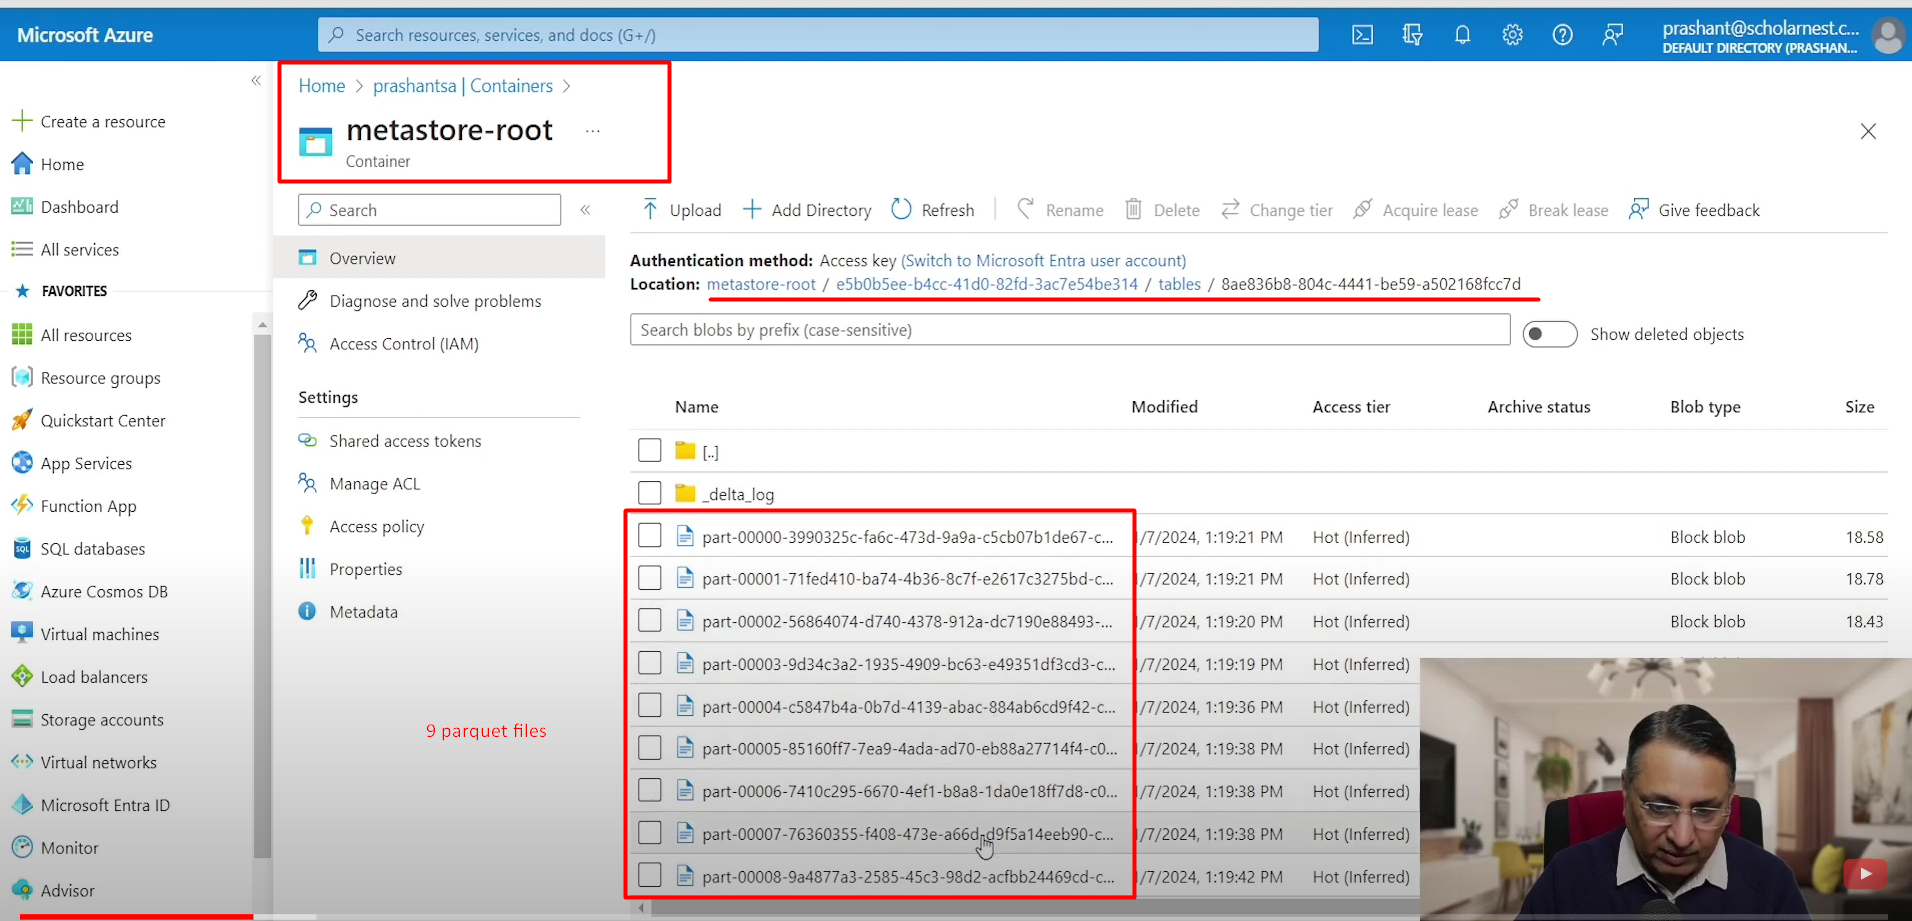 Microsoft Azure
Search resources, services, and docs (G+/)
prashant@scholarnest.c...
DEFAULT DIRECTORY (PRASHAN...
Create a resource
Home
Dashboard
All services
FAVORITES
All resources
Resource groups
Quickstart Center
App Services
Function App
SQL databases
Azure Cosmos DB
Virtual machines
Load balancers
Storage accounts
Virtual networks
Microsoft Entra ID
Monitor
Advisor
Home > prashantsa | Containers >
metastore-root ...
Container
Search
Overview
Diagnose and solve problems
Access Control (IAM)
Settings
Shared access tokens
Manage ACL
Access policy
Properties
Metadata
9 parquet files
Upload Add Directory Refresh Rename Delete Change tier Acquire lease Break lease Give feedback
Authentication method: Access key (Switch to Microsoft Entra user account)
Location: metastore-root / e5b0b5ee-b4cc-41d0-82fd-3ac7e54be314 / tables / 8ae836b8-804c-4441-be59-a502168fcc7d
Search blobs by prefix (case-sensitive)
Show deleted objects
Name Modified Access tier Archive status Blob type Size
[..]
_delta_log
part-00000-3990325c-fa6c-473d-9a9a-c5cb07b1de67-c... /7/2024, 1:19:21 PM Hot (Inferred) Block blob 18.58
part-00001-71fed410-ba74-4b36-8c7f-e2617c3275bd-c... /7/2024, 1:19:21 PM Hot (Inferred) Block blob 18.78
part-00002-56864074-d740-4378-912a-dc7190e88493-... /7/2024, 1:19:20 PM Hot (Inferred) Block blob 18.43
part-00003-9d34c3a2-1935-4909-bc63-e49351df3cd3-c... /7/2024, 1:19:19 PM Hot (Inferred)
part-00004-c5847b4a-0b7d-4139-abac-884ab6cd9f42-c... /7/2024, 1:19:36 PM Hot (Inferred)
part-00005-85160ff7-7ea9-4ada-ad70-eb88a27714f4-c0... /7/2024, 1:19:38 PM Hot (Inferred)
part-00006-7410c295-6670-4ef1-b8a8-1da0e18ff7d8-c0... /7/2024, 1:19:38 PM Hot (Inferred)
part-00007-76360355-f408-473e-a66d-d9f5a14eeb90-c... /7/2024, 1:19:38 PM Hot (Inferred)
part-00008-9a4877a3-2585-45c3-98d2-acfbb24469cd-c... /7/2024, 1:19:42 PM Hot (Inferred)